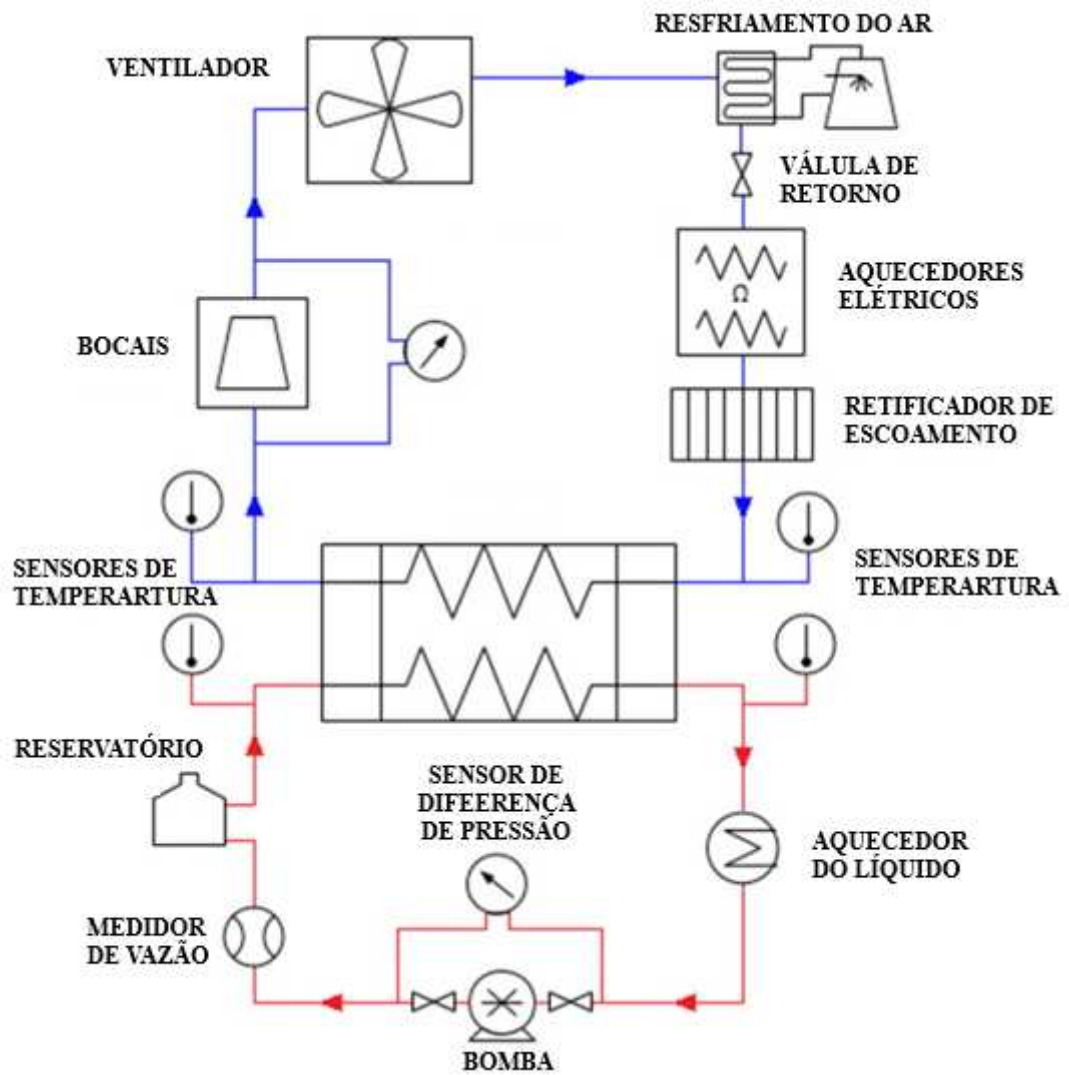 RESFRIAMENTO DO AR
VENTILADOR
VÁLULA DE
RETORNO
AQUECEDORES
ELÉTRICOS
Ω
BOCAIS
RETIFICADOR DE
ESCOAMENTO
SENSORES DE
TEMPERARTURA
SENSORES DE
TEMPERARTURA
RESERVATÓRIO
SENSOR DE
DIFEERENÇA
DE PRESSÃO
AQUECEDOR
DO LÍQUIDO
MEDIDOR
DE VAZÃO
BOMBA